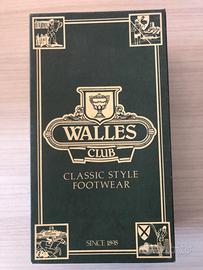 WALLES
CLUB
CLASSIC STYLE
FOOTWEAR
SINCE 1898